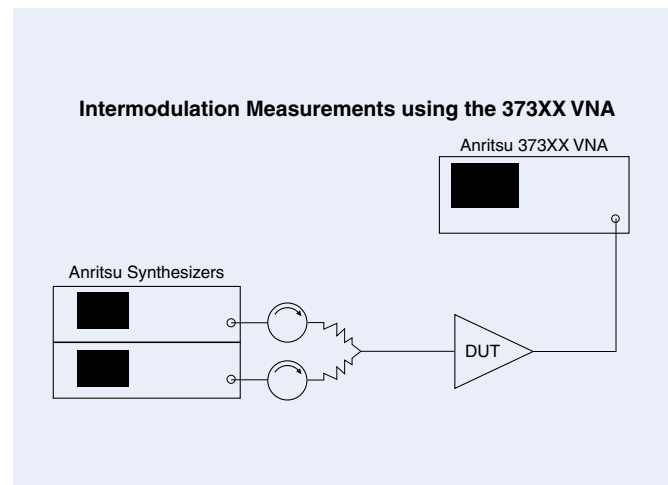 Intermodulation Measurements using the 373XX VNA
Anritsu 373XX VNA
Anritsu Synthesizers
DUT